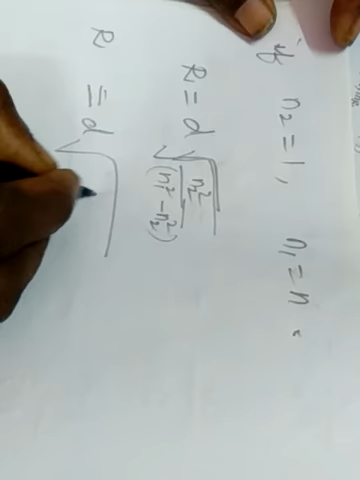 if n₂ = 1, n₁ = n.
R = d √(n₂² / (n₁² - n₂²))
R = d √